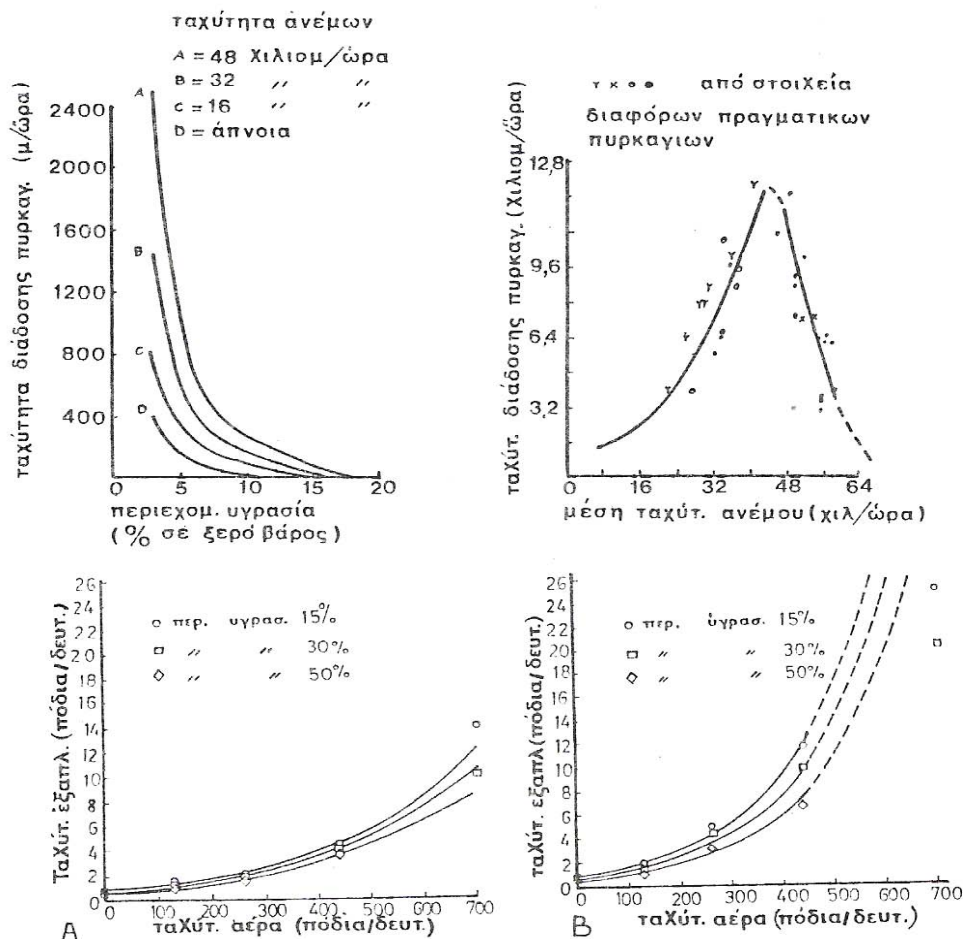 ταχύτητα ανέμων
A = 48 Χιλιομ/ώρα
B = 32 〃 〃
C = 16 〃 〃
D = άπνοια
ταχύτητα διάδοσης πυρκαγ. (μ/ώρα)
2400
2000
1600
1200
800
400
A
B
C
D
0 5 10 15 20
περιεχομ. υγρασία
(% σέ ξερό βάρος)
Υ × ο ο από στοιχεία
διαφόρων πραγματικων
πυρκαγιων
ταχύτ. διάδοσης πυρκαγ. (Χιλιομ/ώρα)
12,8
9,6
6,4
3,2
0 16 32 48 64
μέση ταχύτ. ανέμου (χιλ/ώρα)
Ταχύτ. έξαπλ. (πόδια/δευτ.)
26
24
22
20
18
16
14
12
10
8
6
4
2
0
ο περ. υγρασ. 15%
□ 〃 〃 30%
◇ 〃 〃 50%
0 100 200 300 400 500 600 700
ταχύτ. αέρα (πόδια/δευτ.)
A
ταχύτ. εξαπλ (πόδια/δευτ.)
26
24
22
20
18
16
14
12
10
8
6
4
2
0
ο περ. ύγρασ. 15%
□ 〃 〃 30%
◇ 〃 〃 50%
0 100 200 300 400 500 600 700
ταχύτ. αέρα (πόδια/δευτ.)
B